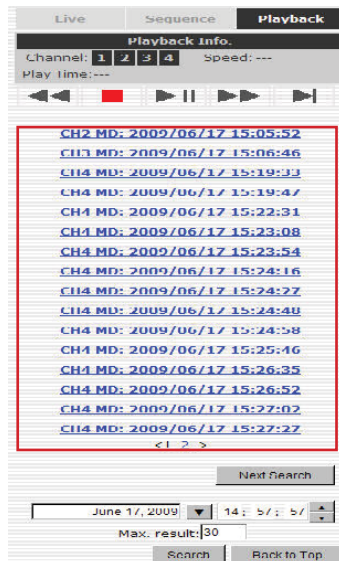 Live Sequence Playback
Playback Info.
Channel: 1 2 3 4 Speed: ---
Play Time:---
CH2 MD: 2009/06/17 15:05:52
CH3 MD: 2009/06/17 15:06:46
CH4 MD: 2009/06/17 15:19:33
CH4 MD: 2009/06/17 15:19:47
CH4 MD: 2009/06/17 15:22:31
CH4 MD: 2009/06/17 15:23:08
CH4 MD: 2009/06/17 15:23:54
CH4 MD: 2009/06/17 15:24:16
CH4 MD: 2009/06/17 15:24:27
CH4 MD: 2009/06/17 15:24:48
CH4 MD: 2009/06/17 15:24:58
CH4 MD: 2009/06/17 15:25:46
CH4 MD: 2009/06/17 15:26:35
CH4 MD: 2009/06/17 15:26:52
CH4 MD: 2009/06/17 15:27:02
CH4 MD: 2009/06/17 15:27:27
<1 2 >
Next Search
June 17, 2009 14: 57: 57
Max. result: 30
Search Back to Top